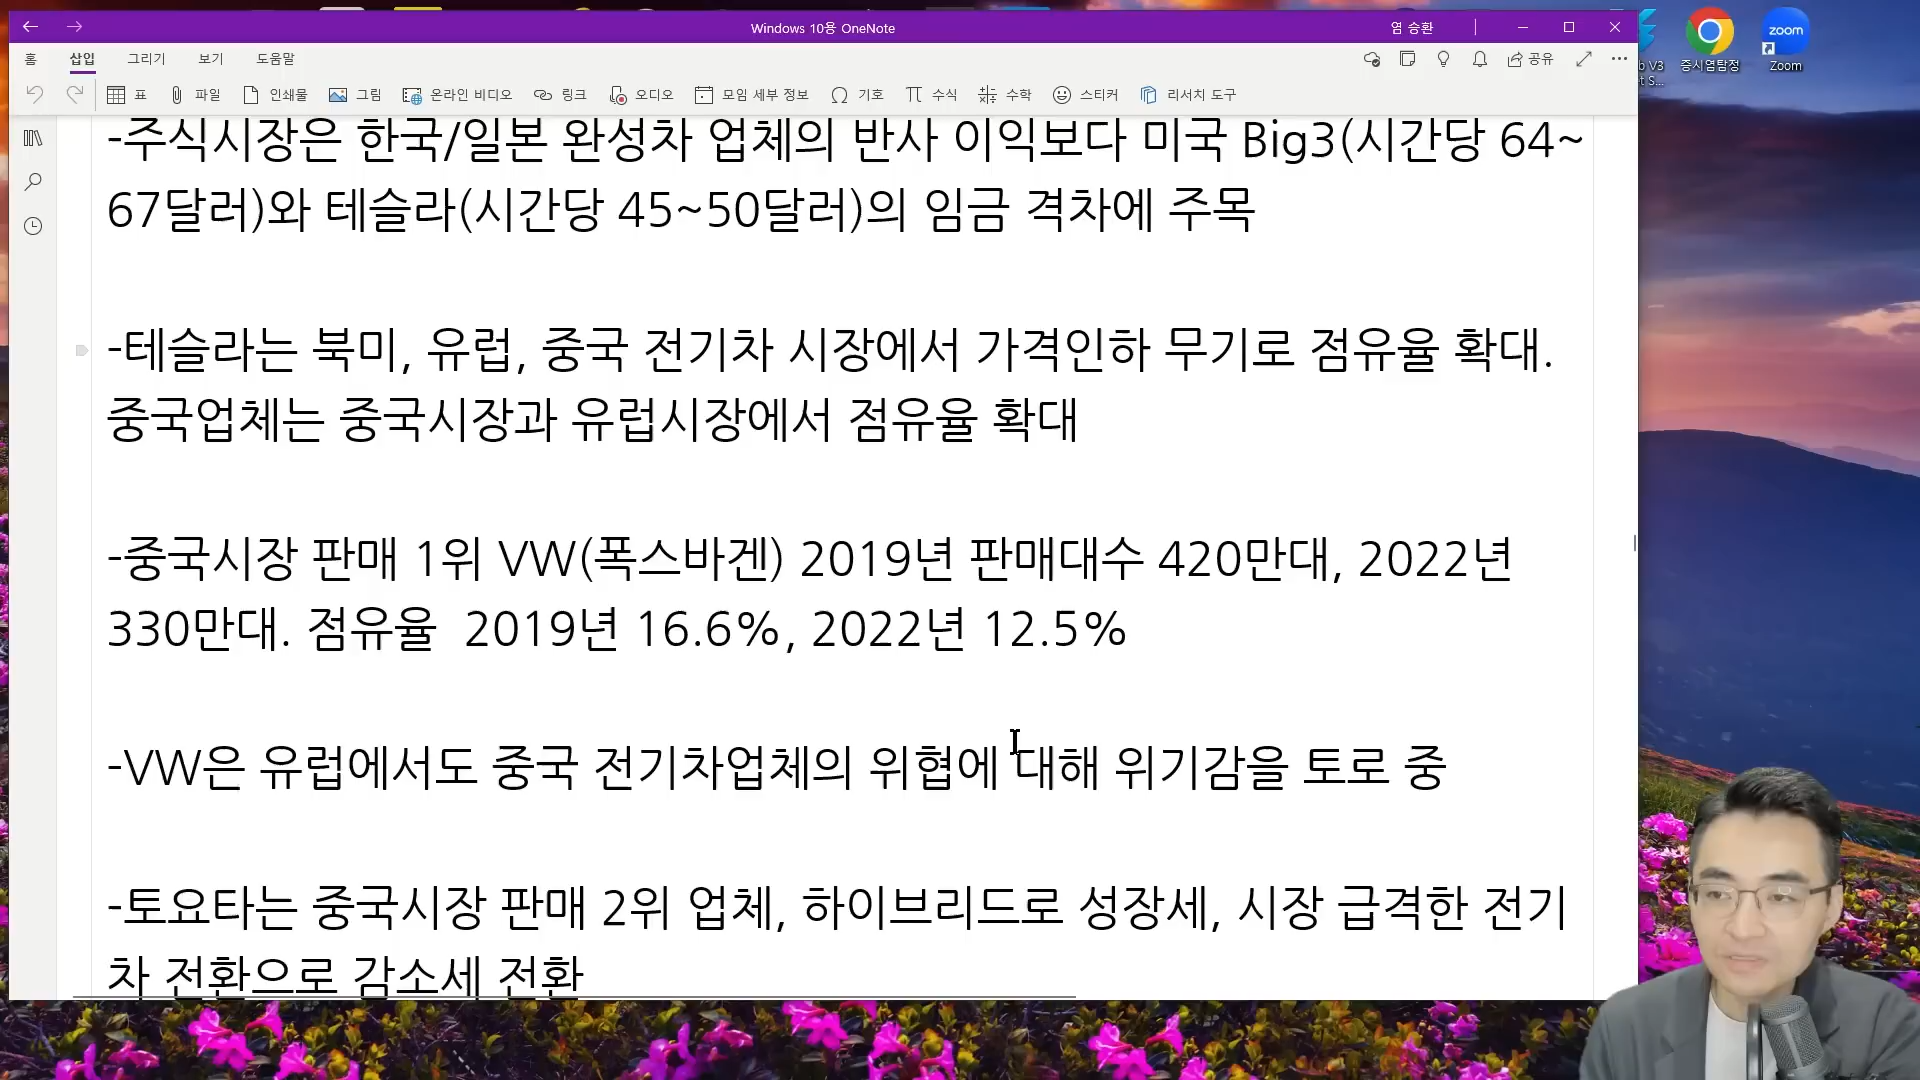 Windows 10용 OneNote
염 승환
홈 삽입 그리기 보기 도움말
공유
표 파일 인쇄물 그림 온라인 비디오 링크 오디오 모임 세부 정보 기호 수식 수학 스티커 리서치 도구
zoom
V3
증시염탐정 Zoom
-주식시장은 한국/일본 완성차 업체의 반사 이익보다 미국 Big3(시간당 64~
67달러)와 테슬라(시간당 45~50달러)의 임금 격차에 주목
-테슬라는 북미, 유럽, 중국 전기차 시장에서 가격인하 무기로 점유율 확대.
중국업체는 중국시장과 유럽시장에서 점유율 확대
-중국시장 판매 1위 VW(폭스바겐) 2019년 판매대수 420만대, 2022년
330만대. 점유율  2019년 16.6%, 2022년 12.5%
-VW은 유럽에서도 중국 전기차업체의 위협에 대해 위기감을 토로 중
-토요타는 중국시장 판매 2위 업체, 하이브리드로 성장세, 시장 급격한 전기
차 전환으로 감소세 전환